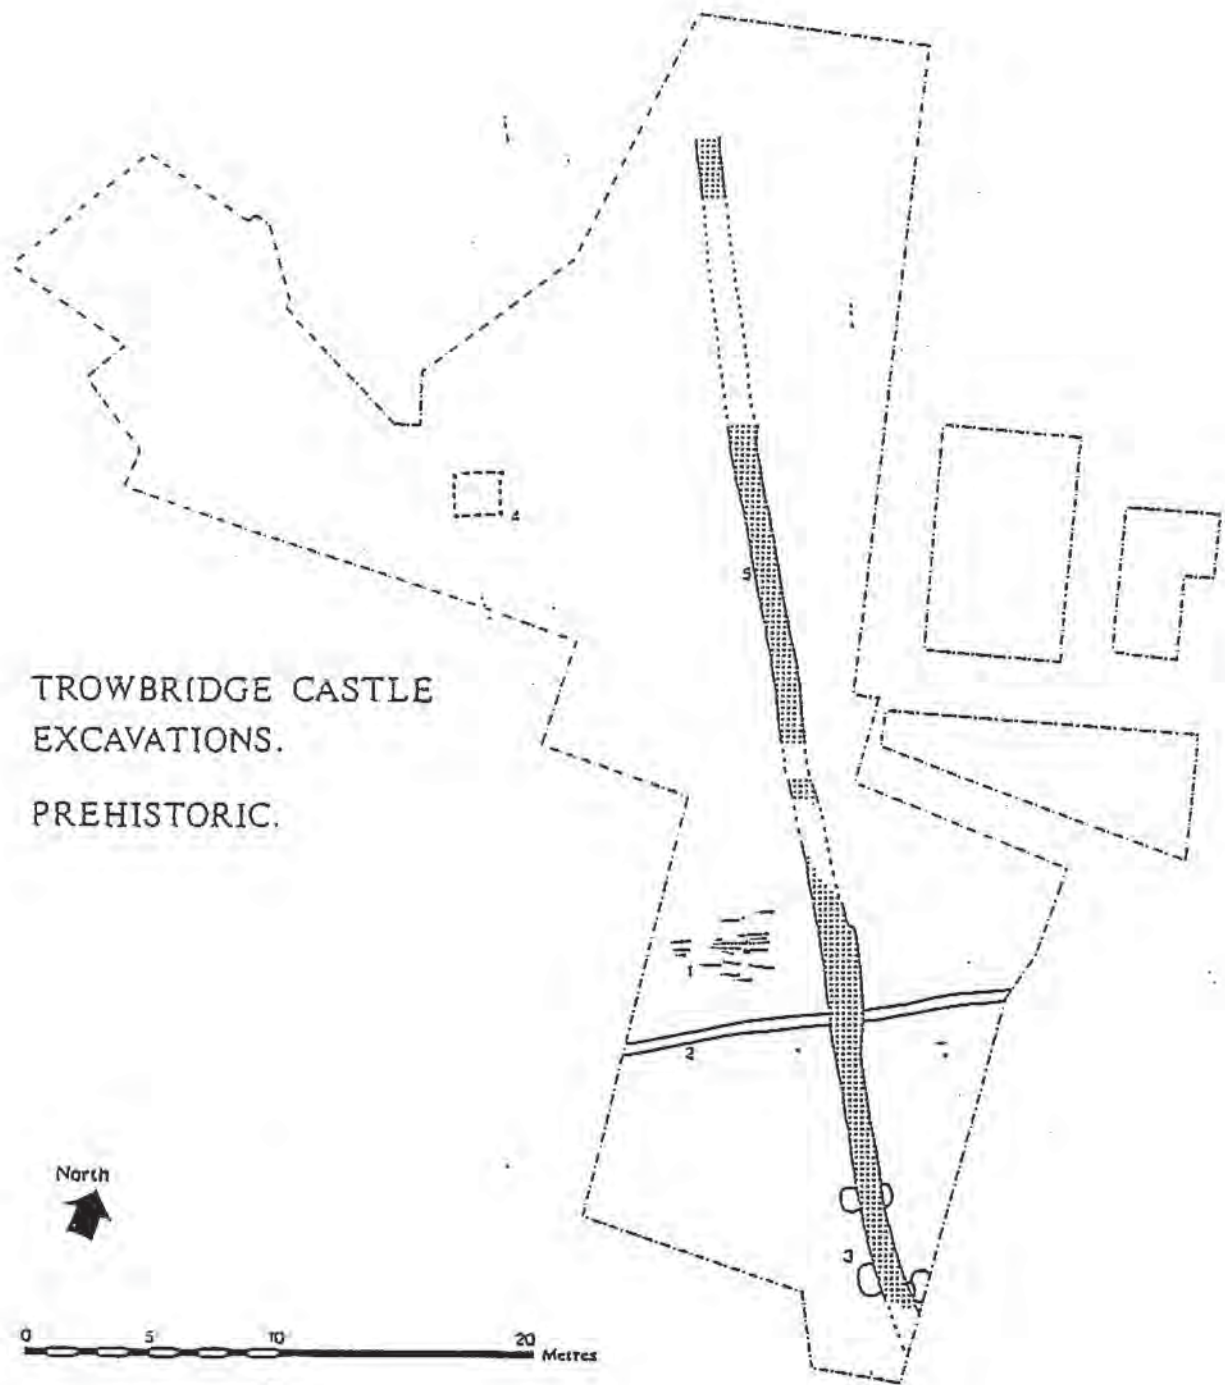 TROWBRIDGE CASTLE
EXCAVATIONS.
PREHISTORIC.
4
5
1
2
3
North
0 5 10 20 Metres